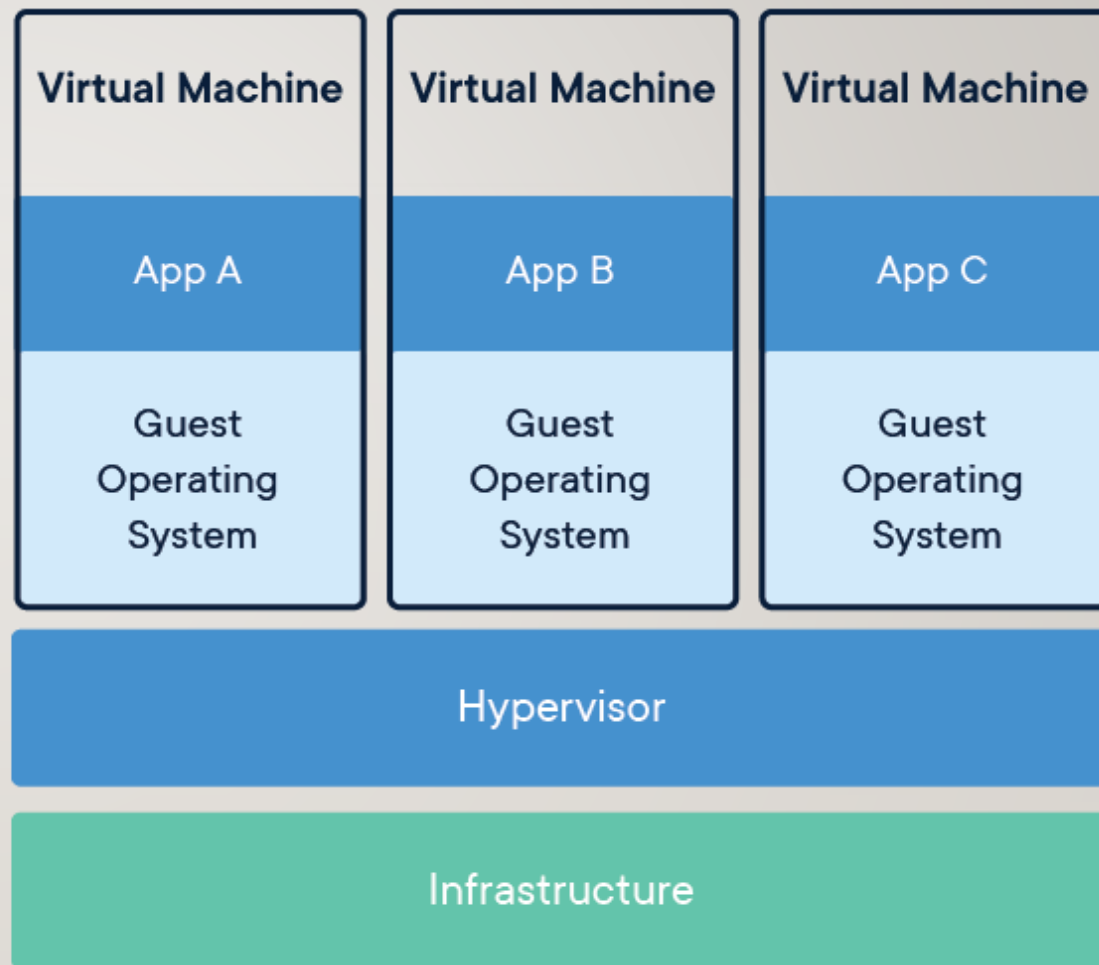 Virtual Machine
Virtual Machine
Virtual Machine
App A
App B
App C
Guest
Operating
System
Guest
Operating
System
Guest
Operating
System
Hypervisor
Infrastructure